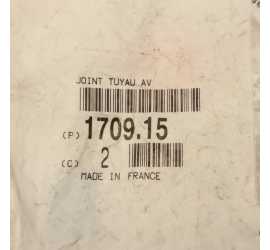 JOINT TUYAU AV
(P) 1709.15
(C) 2
MADE IN FRANCE